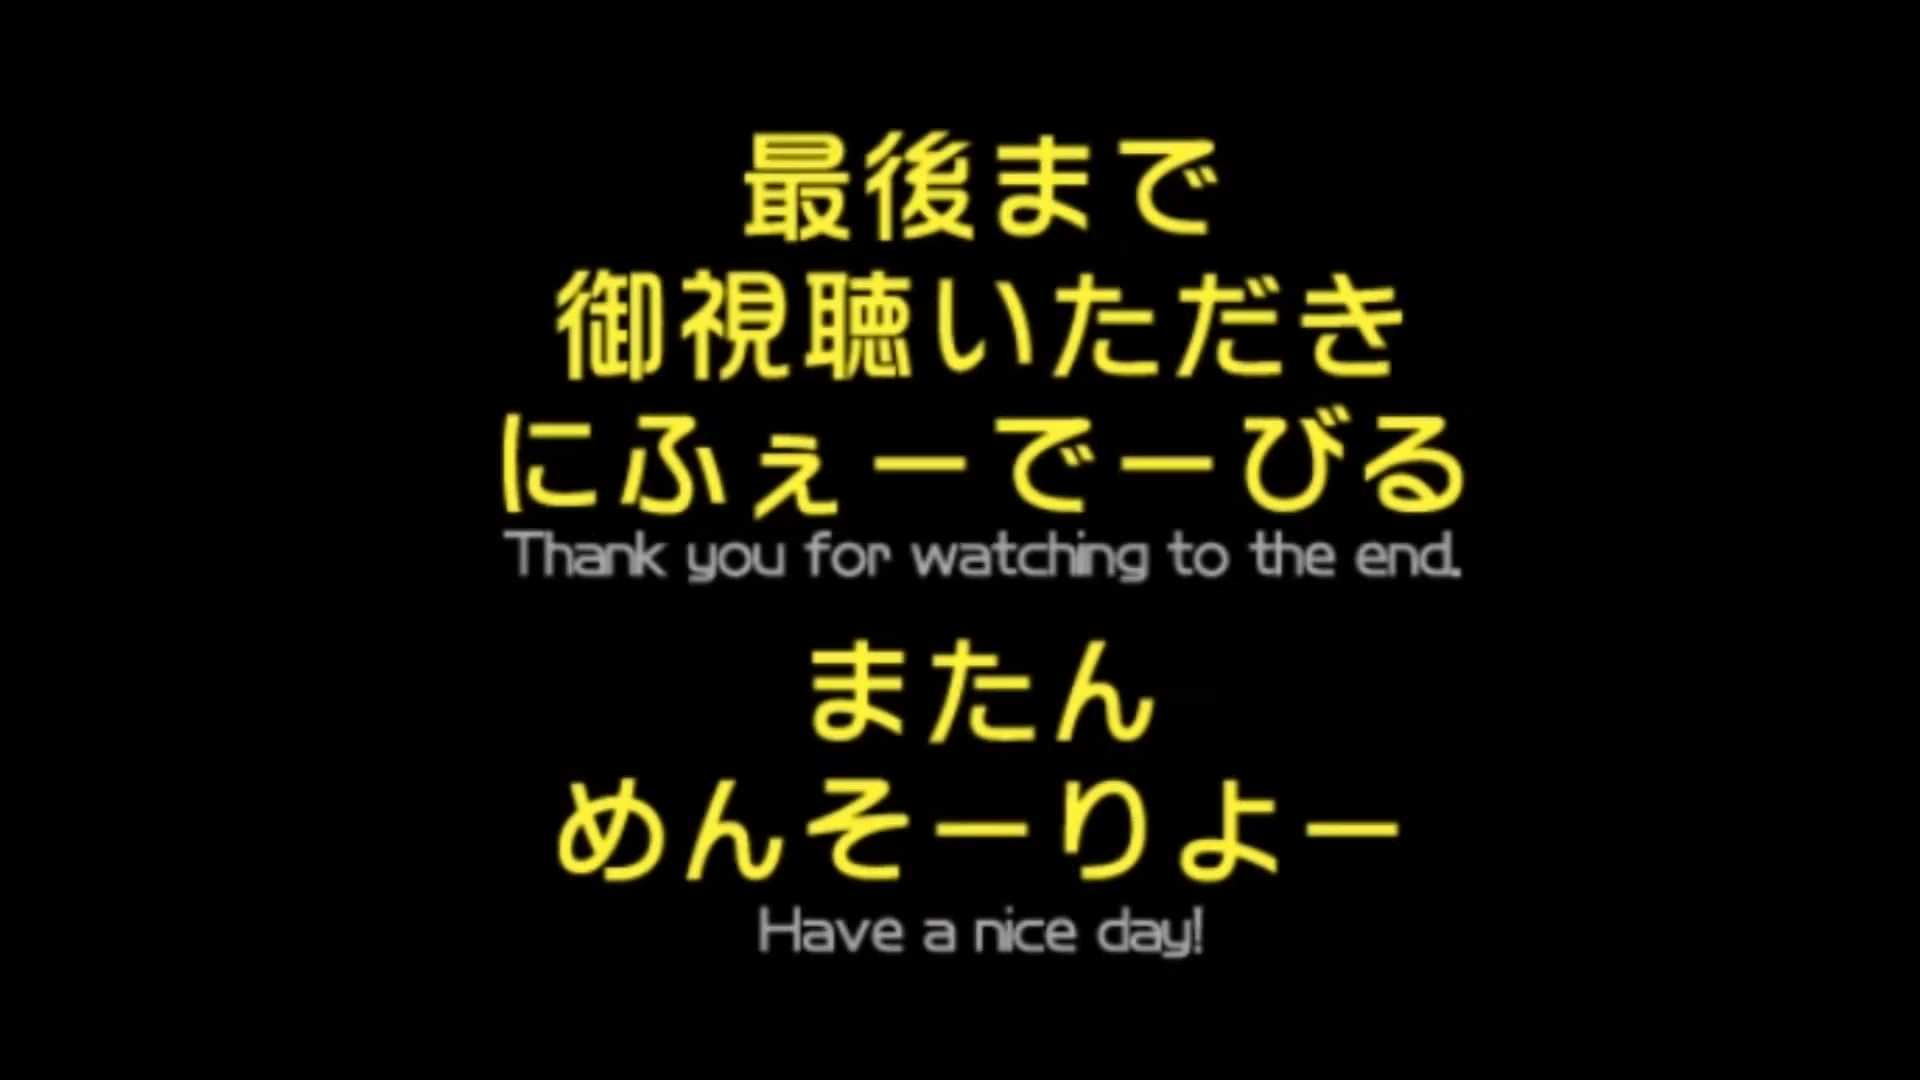 最後まで
御視聴いただき
にふぇーでーびる
Thank you for watching to the end.
またん
めんそーりよー
Have a nice day!